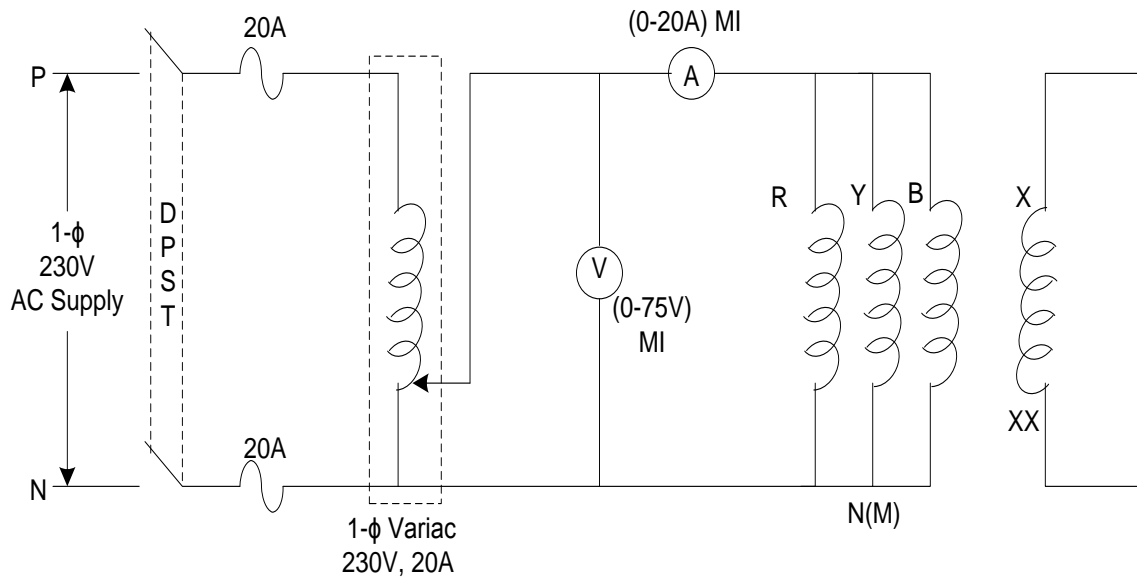 20A
(0-20A) MI
P
A
R
Y
B
X
D
P
S
T
1-ϕ
230V
AC Supply
V
(0-75V)
MI
XX
20A
N
N(M)
1-ϕ Variac
230V, 20A